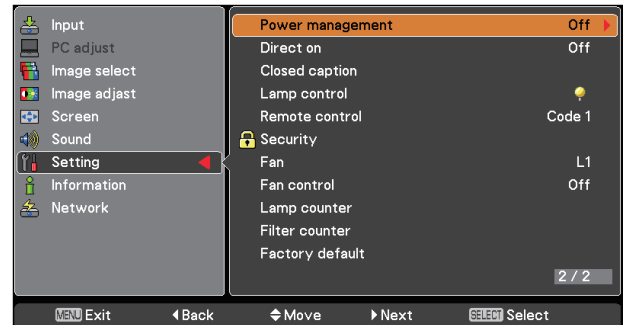 Input
PC adjust
Image select
Image adjast
Screen
Sound
Setting
Information
Network
Power management Off
Direct on Off
Closed caption
Lamp control
Remote control Code 1
Security
Fan L1
Fan control Off
Lamp counter
Filter counter
Factory default
2 / 2
MENU Exit Back Move Next SELECT Select